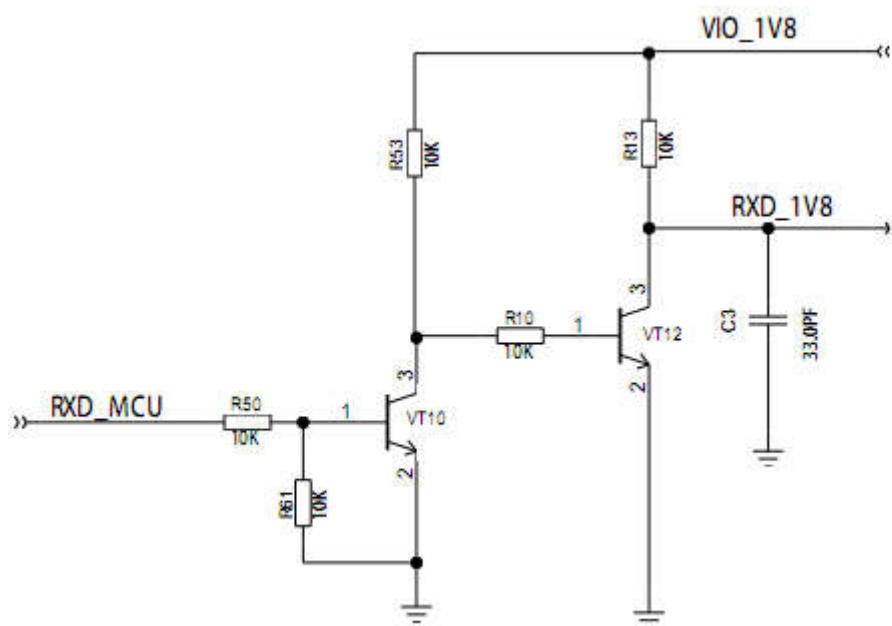 VIO_1V8
R53
10K
R13
10K
RXD_1V8
3
R10
10K
1
VT12
2
C3
33.0PF
RXD_MCU
R50
10K
1
3
VT10
2
R61
10K